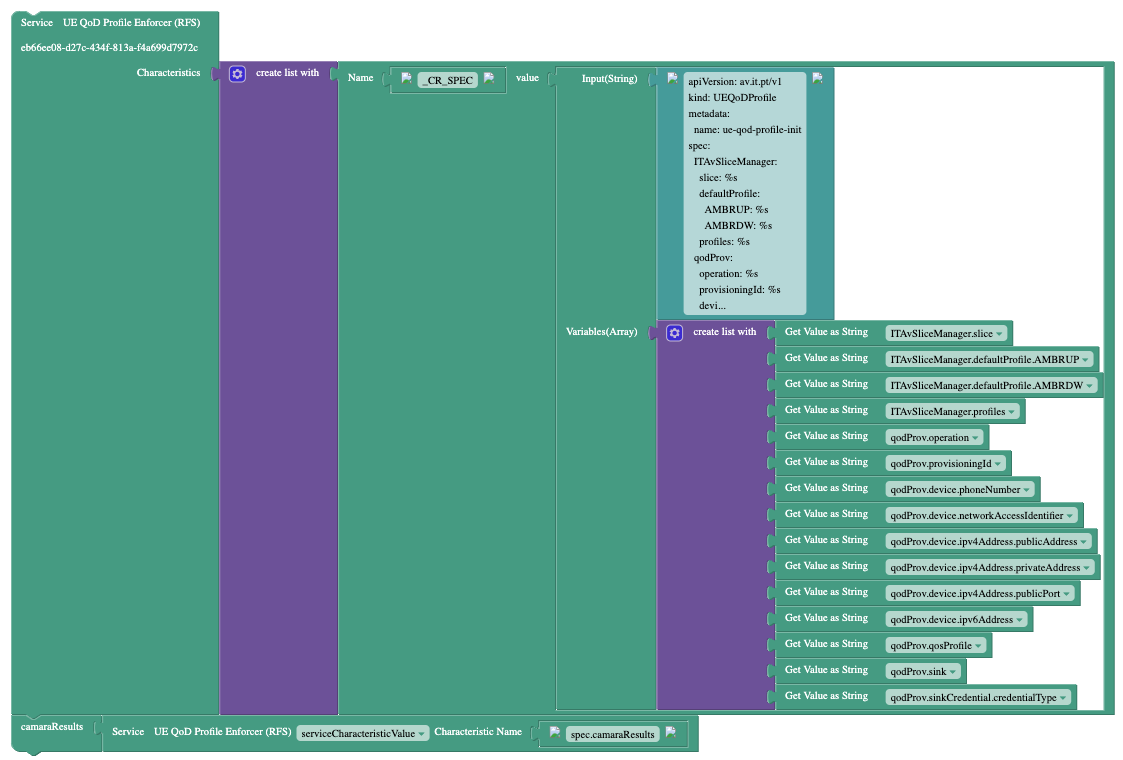 Service UE QoD Profile Enforcer (RFS)
eb66ee08-d27c-434f-813a-f4a699d7972c
Characteristics create list with Name _CR_SPEC value Input(String)
apiVersion: av.it.pt/v1
kind: UEQoDProfile
metadata:
name: ue-qod-profile-init
spec:
ITAvSliceManager:
slice: %s
defaultProfile:
AMBRUP: %s
AMBRDW: %s
profiles: %s
qodProv:
operation: %s
provisioningId: %s
devi...
Variables(Array) create list with Get Value as String ITAvSliceManager.slice
Get Value as String ITAvSliceManager.defaultProfile.AMBRUP
Get Value as String ITAvSliceManager.defaultProfile.AMBRDW
Get Value as String ITAvSliceManager.profiles
Get Value as String qodProv.operation
Get Value as String qodProv.provisioningId
Get Value as String qodProv.device.phoneNumber
Get Value as String qodProv.device.networkAccessIdentifier
Get Value as String qodProv.device.ipv4Address.publicAddress
Get Value as String qodProv.device.ipv4Address.privateAddress
Get Value as String qodProv.device.ipv4Address.publicPort
Get Value as String qodProv.device.ipv6Address
Get Value as String qodProv.qosProfile
Get Value as String qodProv.sink
Get Value as String qodProv.sinkCredential.credentialType
camaraResults Service UE QoD Profile Enforcer (RFS) serviceCharacteristicValue Characteristic Name spec.camaraResults